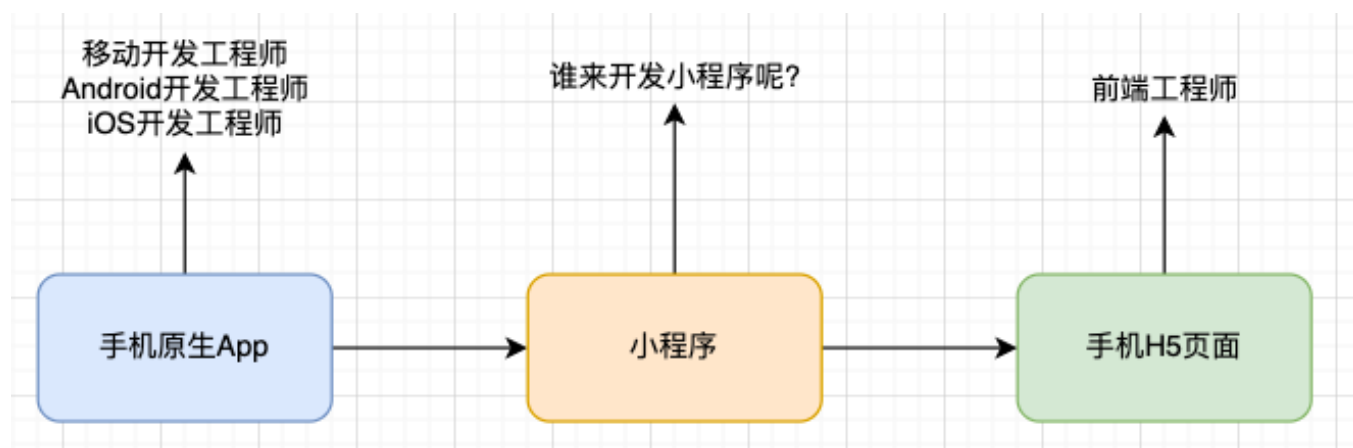 移动开发工程师
Android开发工程师
iOS开发工程师
谁来开发小程序呢?
前端工程师
手机原生App
小程序
手机H5页面